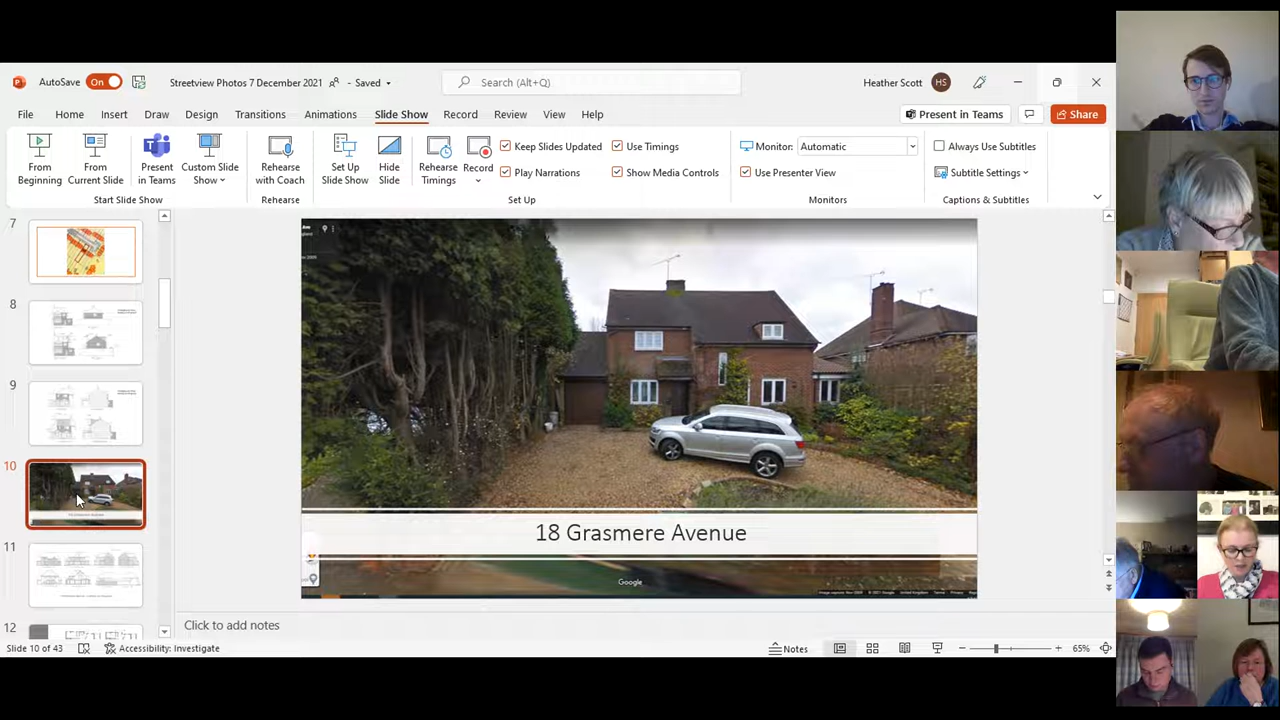 AutoSave On Streetview Photos 7 December 2021 - Saved Search (Alt+Q) Heather Scott HS
File Home Insert Draw Design Transitions Animations Slide Show Record Review View Help Present in Teams Share
From Beginning
From Current Slide
Start Slide Show
Present in Teams
Custom Slide Show
Rehearse with Coach
Rehearse
Set Up Slide Show
Hide Slide
Rehearse Timings
Record
Keep Slides Updated
Play Narrations
Use Timings
Show Media Controls
Set Up
Monitor: Automatic
Use Presenter View
Monitors
Always Use Subtitles
Subtitle Settings
Captions & Subtitles
7
8
9
10
11
12
18 Grasmere Avenue
Google
Click to add notes
Slide 10 of 43 Accessibility: Investigate Notes 65%